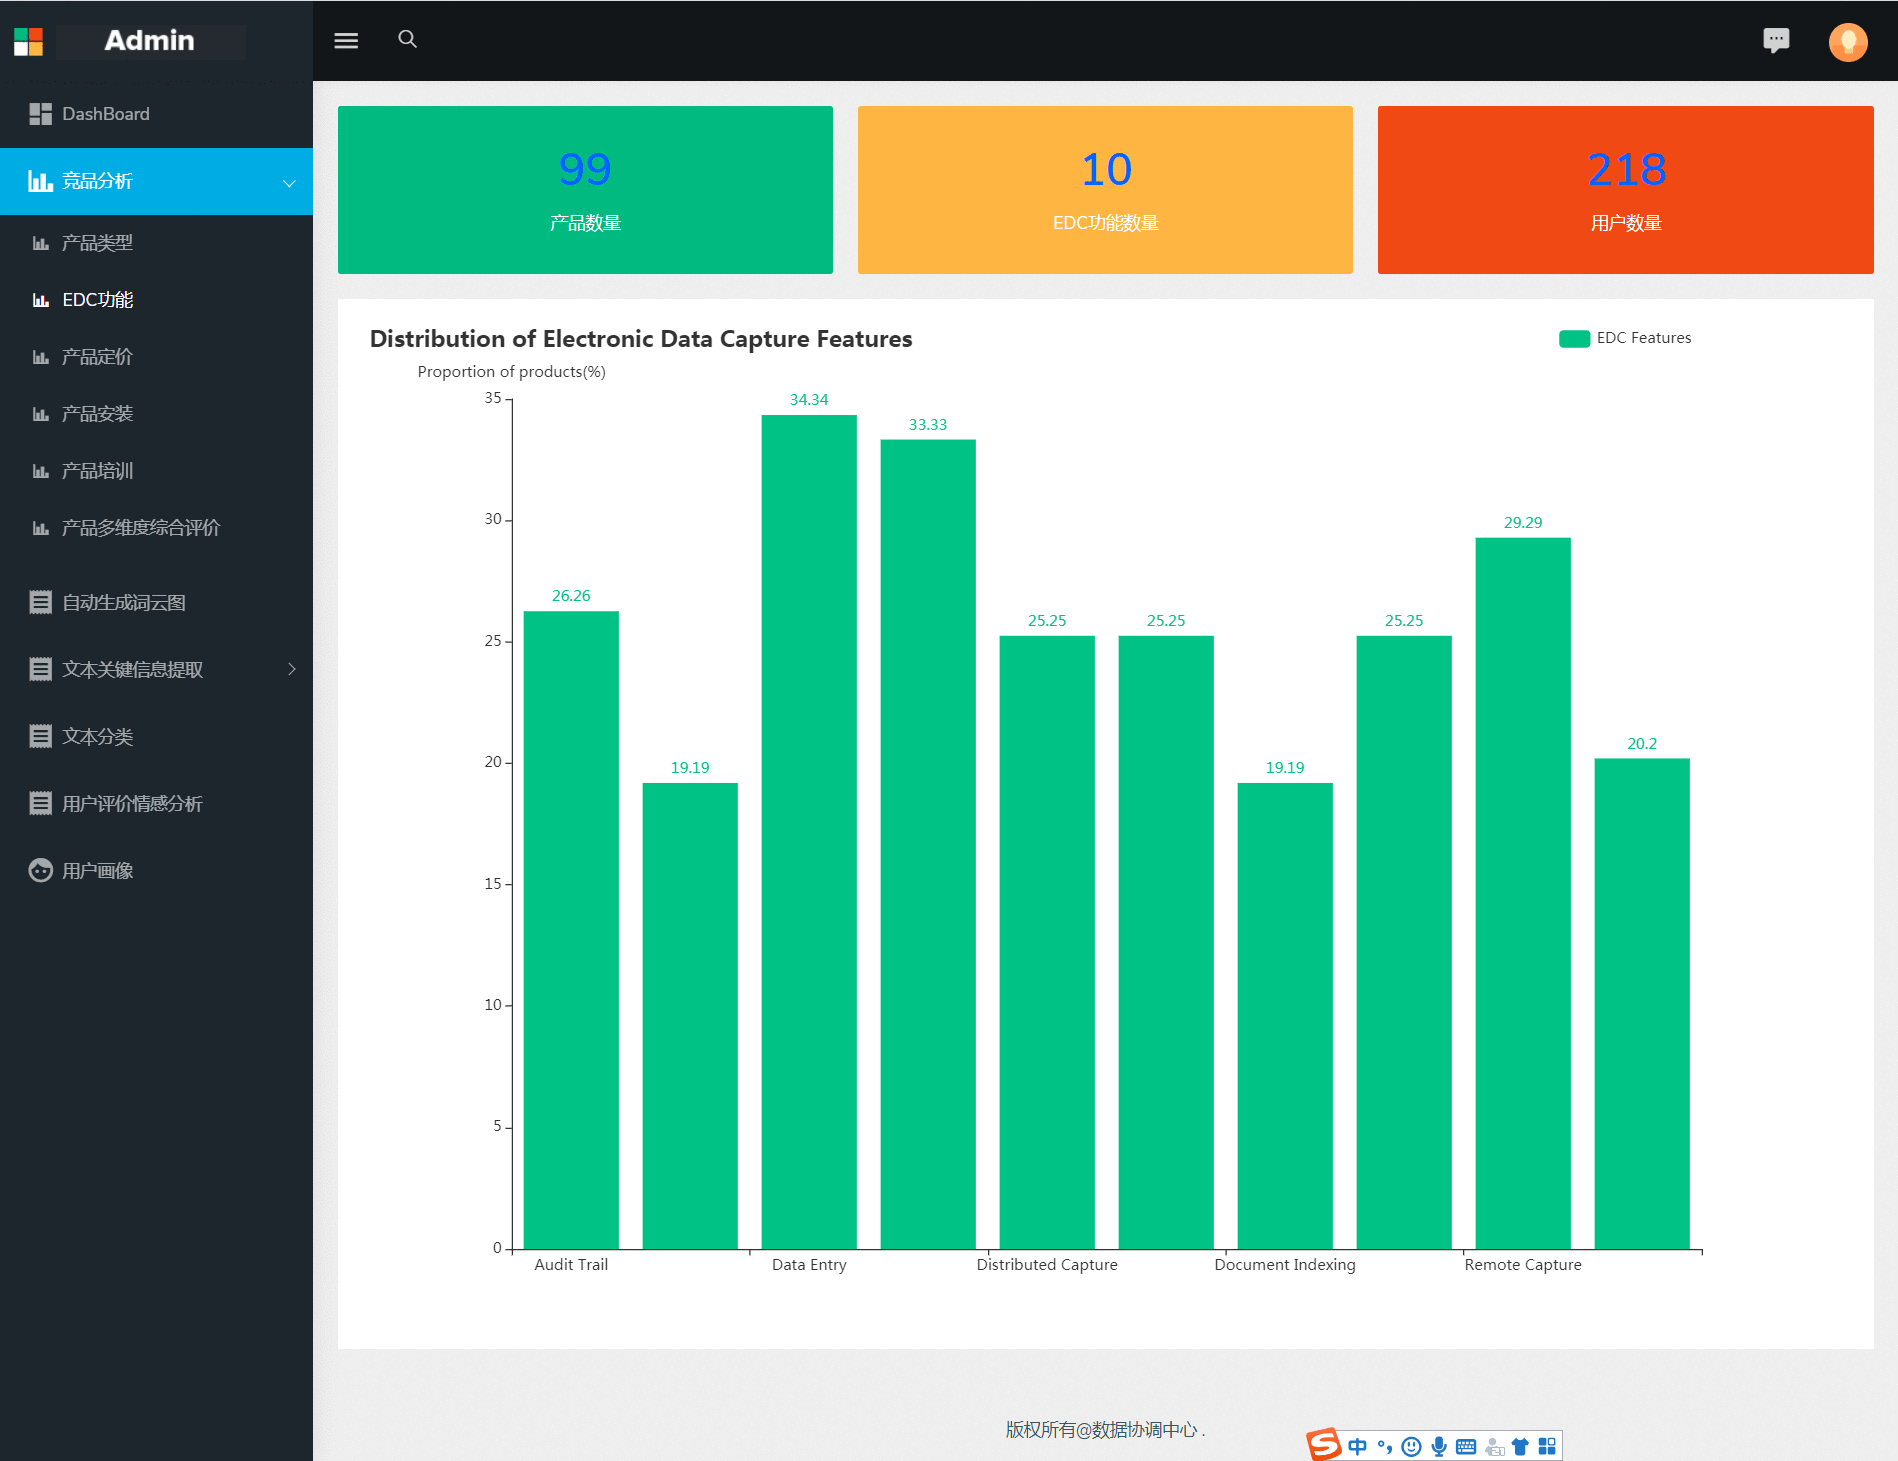 Admin
DashBoard
竞品分析
产品类型
EDC功能
产品定价
产品安装
产品培训
产品多维度综合评价
自动生成词云图
文本关键信息提取
文本分类
用户评价情感分析
用户画像
99
产品数量
10
EDC功能数量
218
用户数量
Distribution of Electronic Data Capture Features
EDC Features
Proportion of products(%)
35
30
25
20
15
10
5
0
26.26
19.19
34.34
33.33
25.25
25.25
19.19
25.25
29.29
20.2
Audit Trail
Data Entry
Distributed Capture
Document Indexing
Remote Capture
版权所有@数据协调中心 .
S 中 °,